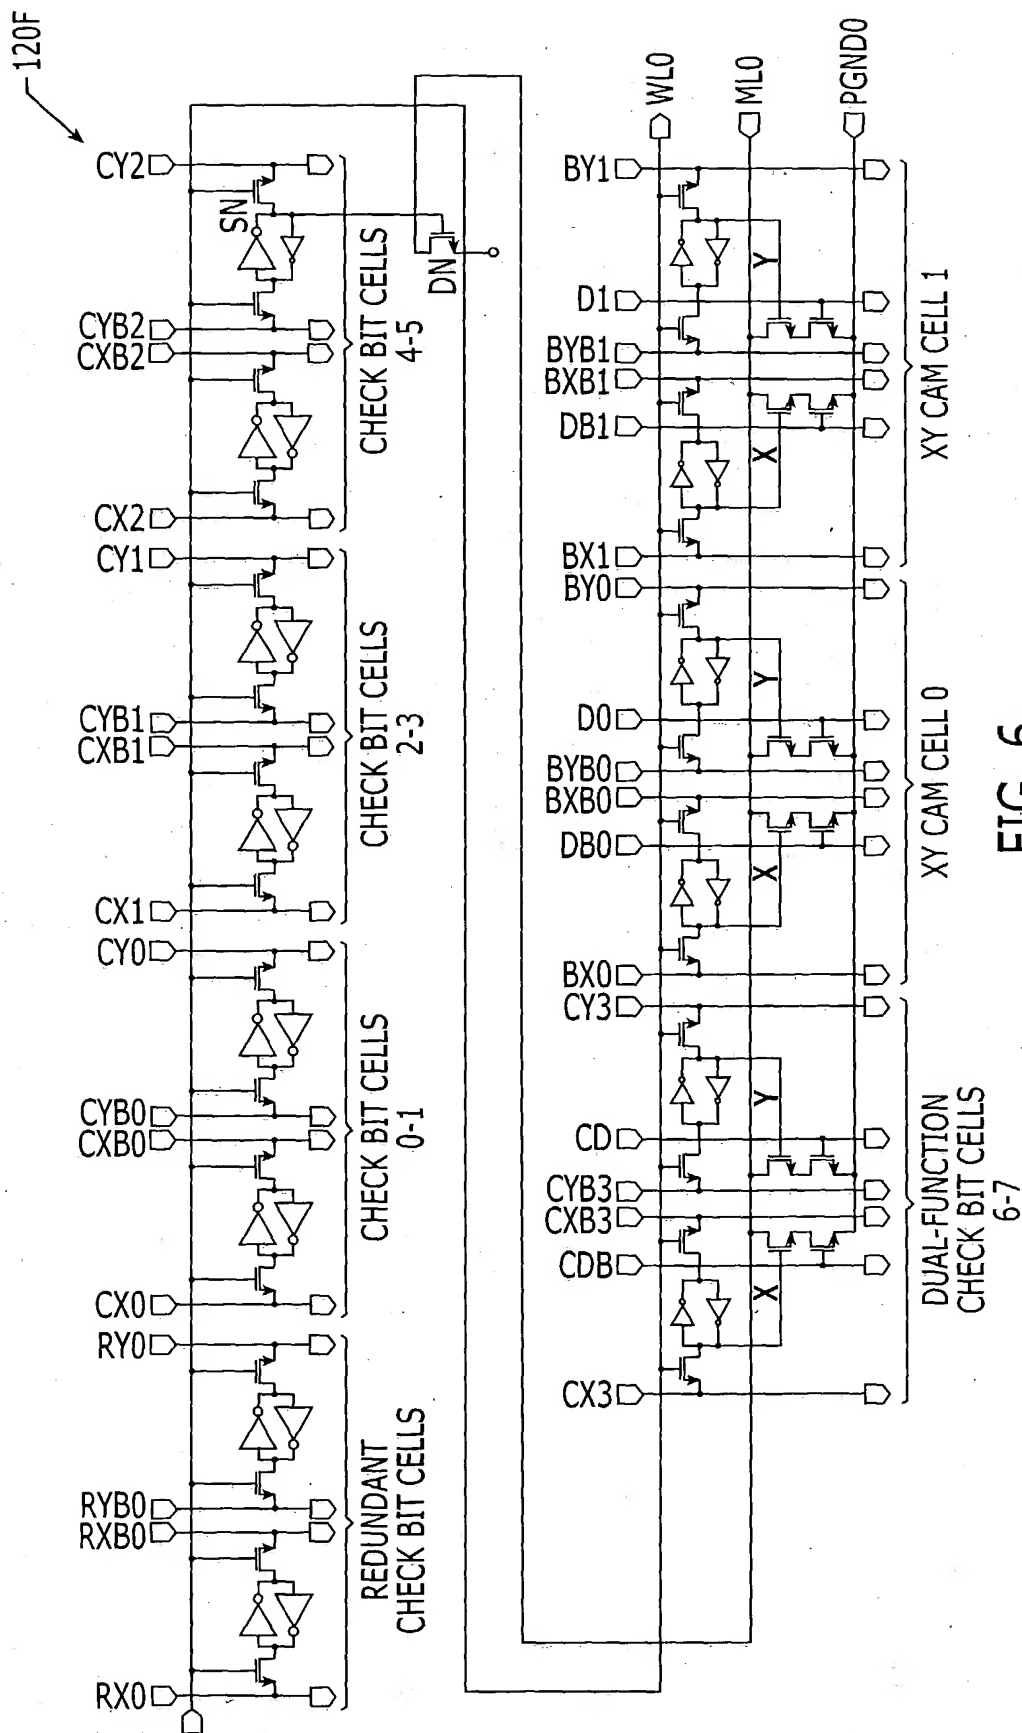 120F
RX0
RXB0
RYB0
RY0
CX0
CXB0
CYB0
CY0
CX1
CXB1
CYB1
CY1
CX2
CXB2
CYB2
CY2
SN
REDUNDANT
CHECK BIT CELLS
CHECK BIT CELLS
0-1
CHECK BIT CELLS
2-3
CHECK BIT CELLS
4-5
DN
CX3
CDB
CXB3
CYB3
CD
CY3
BX0
DB0
BXB0
BYB0
D0
BY0
BX1
DB1
BXB1
BYB1
D1
BY1
WL0
X
Y
X
Y
X
Y
ML0
PGND0
DUAL-FUNCTION
CHECK BIT CELLS
6-7
XY CAM CELL 0
XY CAM CELL 1
FIG. 6